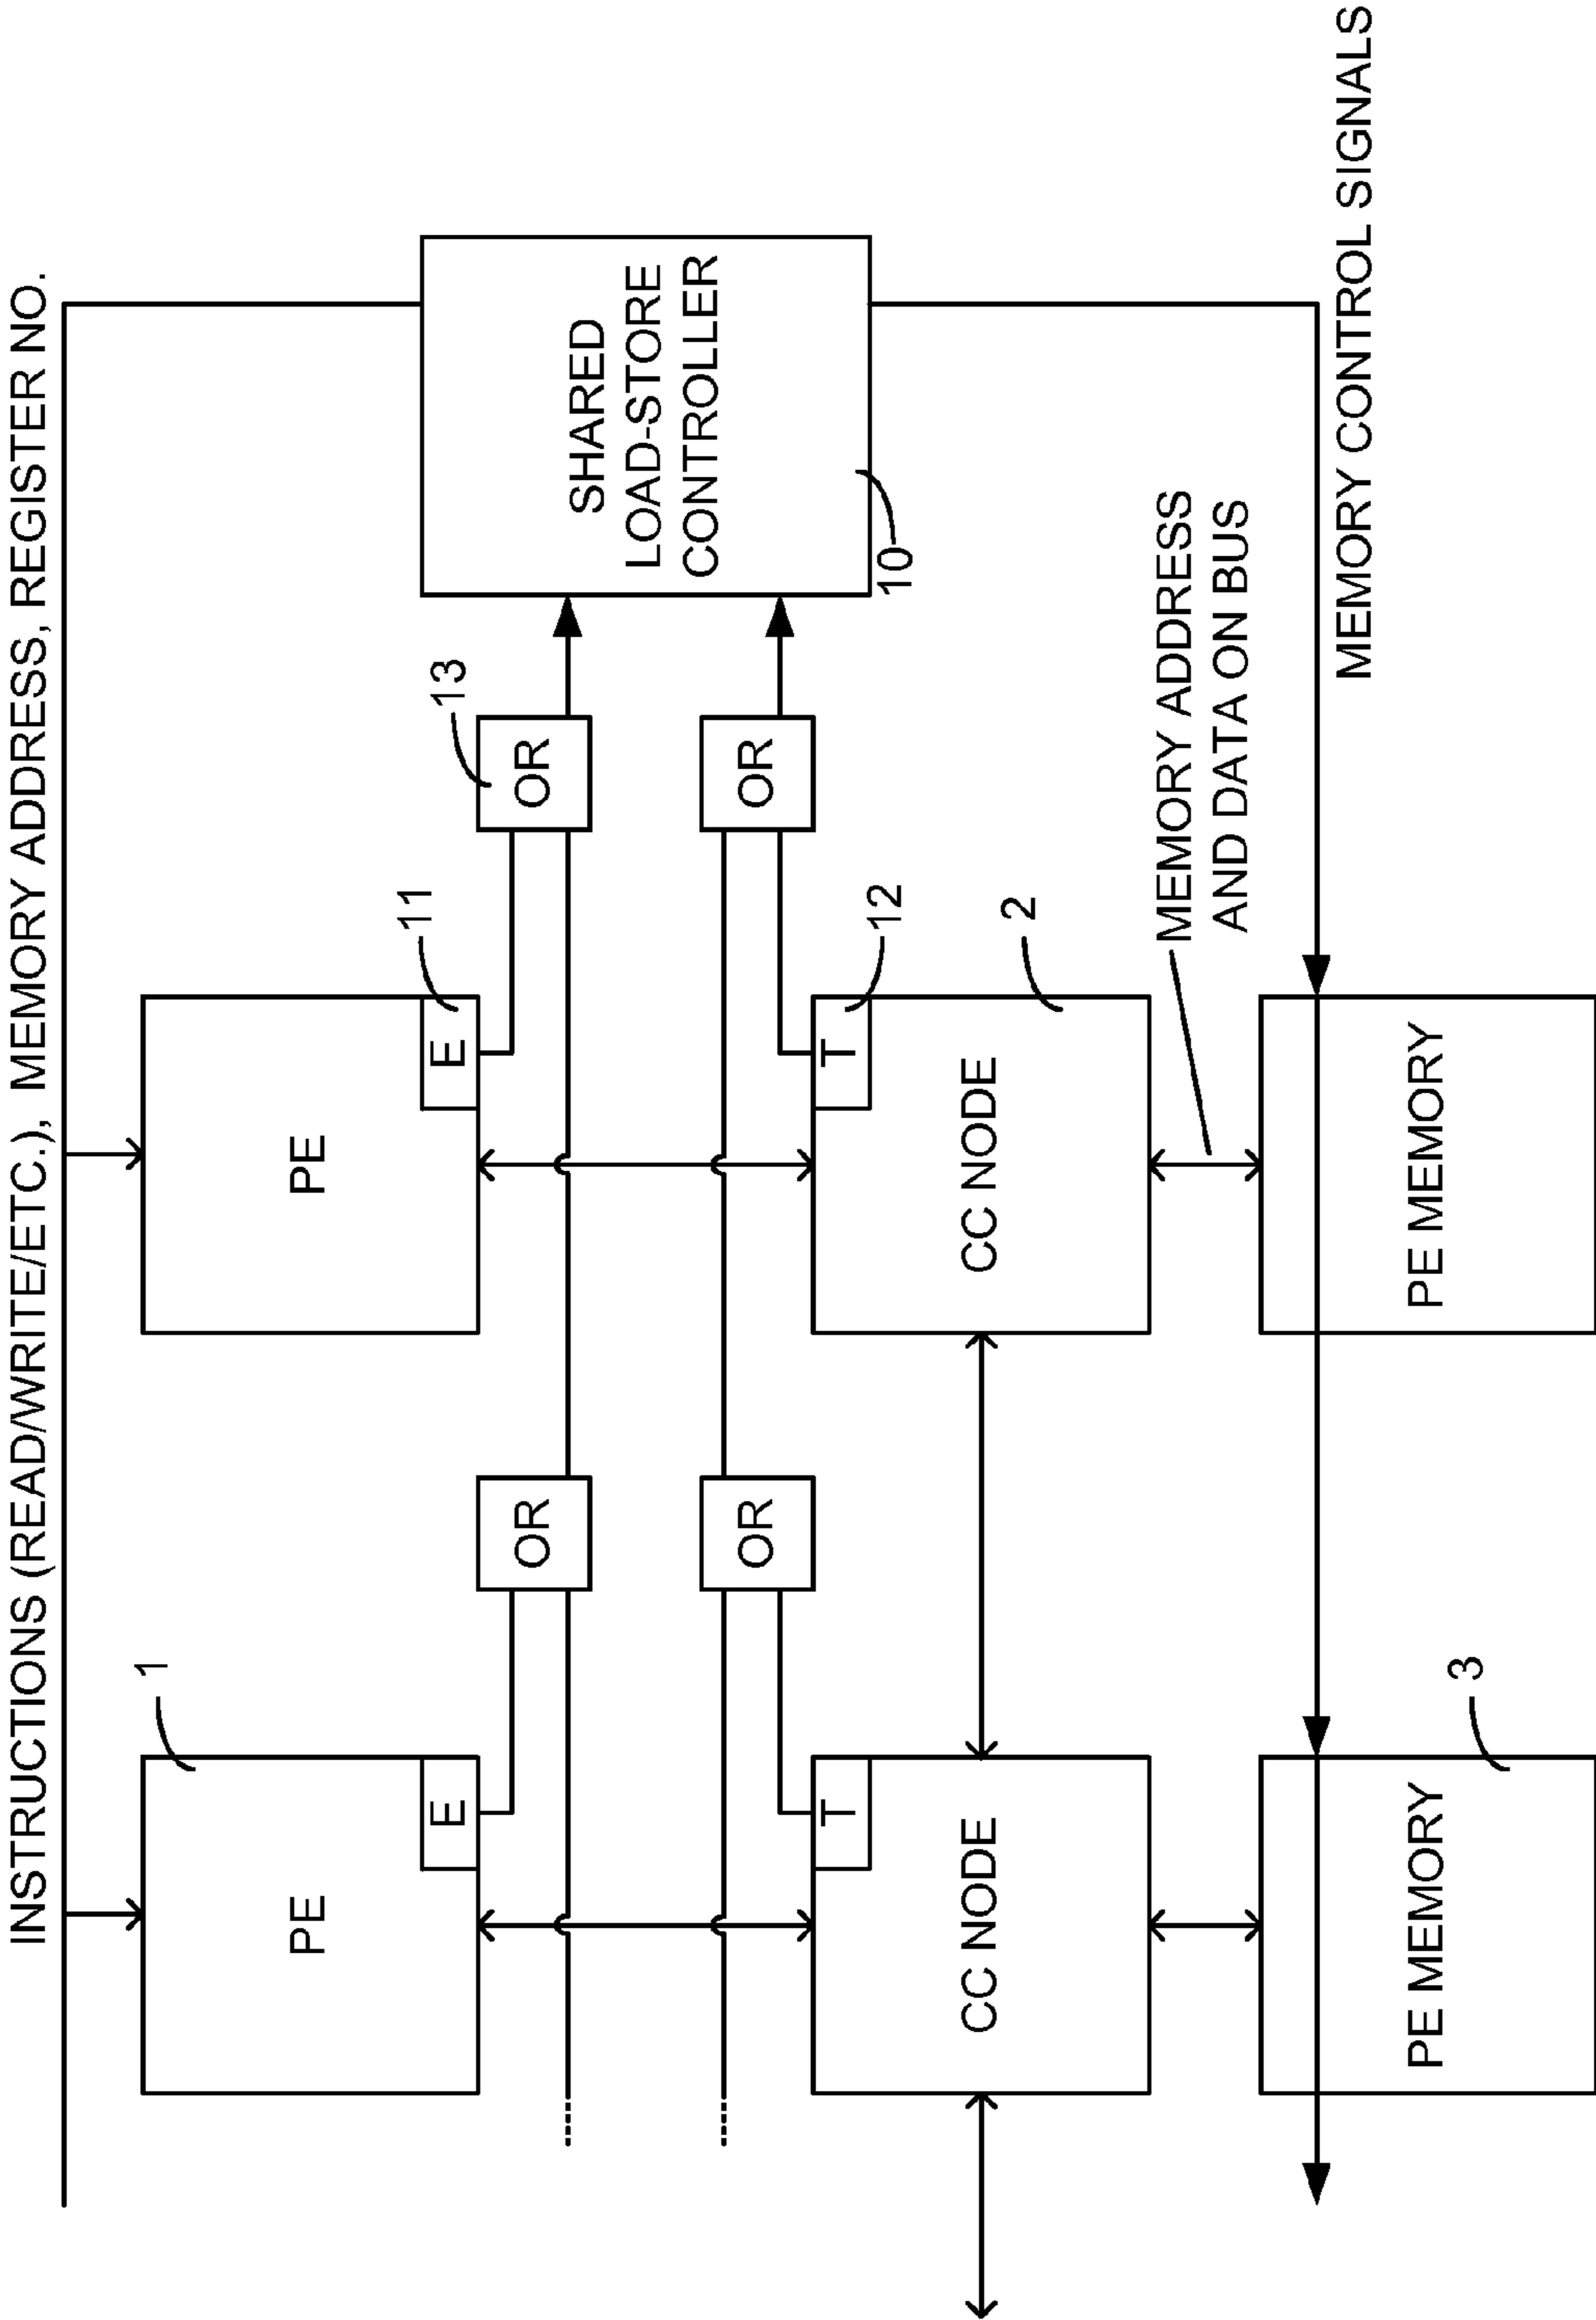 INSTRUCTIONS (READ/WRITE/ETC.), MEMORY ADDRESS, REGISTER NO.
1
PE
E
PE
E
11
OR
OR
13
SHARED
LOAD-STORE
CONTROLLER
10
OR
OR
T
CC NODE
T
12
CC NODE
2
MEMORY ADDRESS
AND DATA ON BUS
PE MEMORY
3
PE MEMORY
MEMORY CONTROL SIGNALS